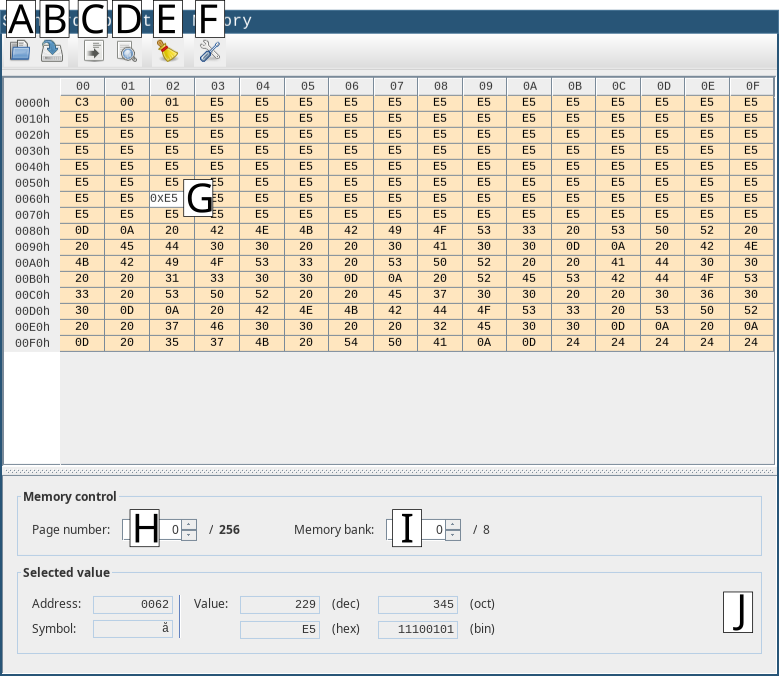 A B C D E F
00 01 02 03 04 05 06 07 08 09 0A 0B 0C 0D 0E 0F
0000h C3 00 01 E5 E5 E5 E5 E5 E5 E5 E5 E5 E5 E5 E5 E5
0010h E5 E5 E5 E5 E5 E5 E5 E5 E5 E5 E5 E5 E5 E5 E5 E5
0020h E5 E5 E5 E5 E5 E5 E5 E5 E5 E5 E5 E5 E5 E5 E5 E5
0030h E5 E5 E5 E5 E5 E5 E5 E5 E5 E5 E5 E5 E5 E5 E5 E5
0040h E5 E5 E5 E5 E5 E5 E5 E5 E5 E5 E5 E5 E5 E5 E5 E5
0050h E5 E5 E5 E5 E5 E5 E5 E5 E5 E5 E5 E5 E5 E5 E5 E5
0060h E5 E5 0xE5 G E5 E5 E5 E5 E5 E5 E5 E5 E5 E5 E5 E5 E5
0070h E5 E5 E5 E5 E5 E5 E5 E5 E5 E5 E5 E5 E5 E5 E5 E5
0080h 0D 0A 20 42 4E 4B 42 49 4F 53 33 20 53 50 52 20
0090h 20 45 44 30 30 20 20 30 41 30 30 0D 0A 20 42 4E
00A0h 4B 42 49 4F 53 33 20 53 50 52 20 20 41 44 30 30
00B0h 20 20 31 33 30 30 0D 0A 20 52 45 53 42 44 4F 53
00C0h 33 20 53 50 52 20 20 45 37 30 30 20 20 30 36 30
00D0h 30 0D 0A 20 42 4E 4B 42 44 4F 53 33 20 53 50 52
00E0h 20 20 37 46 30 30 20 20 32 45 30 30 0D 0A 20 0A
00F0h 0D 20 35 37 4B 20 54 50 41 0A 0D 24 24 24 24 24
Memory control
Page number: H 0 / 256 Memory bank: I 0 / 8
Selected value
Address: 0062 Value: 229 (dec) 345 (oct)
J
Symbol: å E5 (hex) 11100101 (bin)